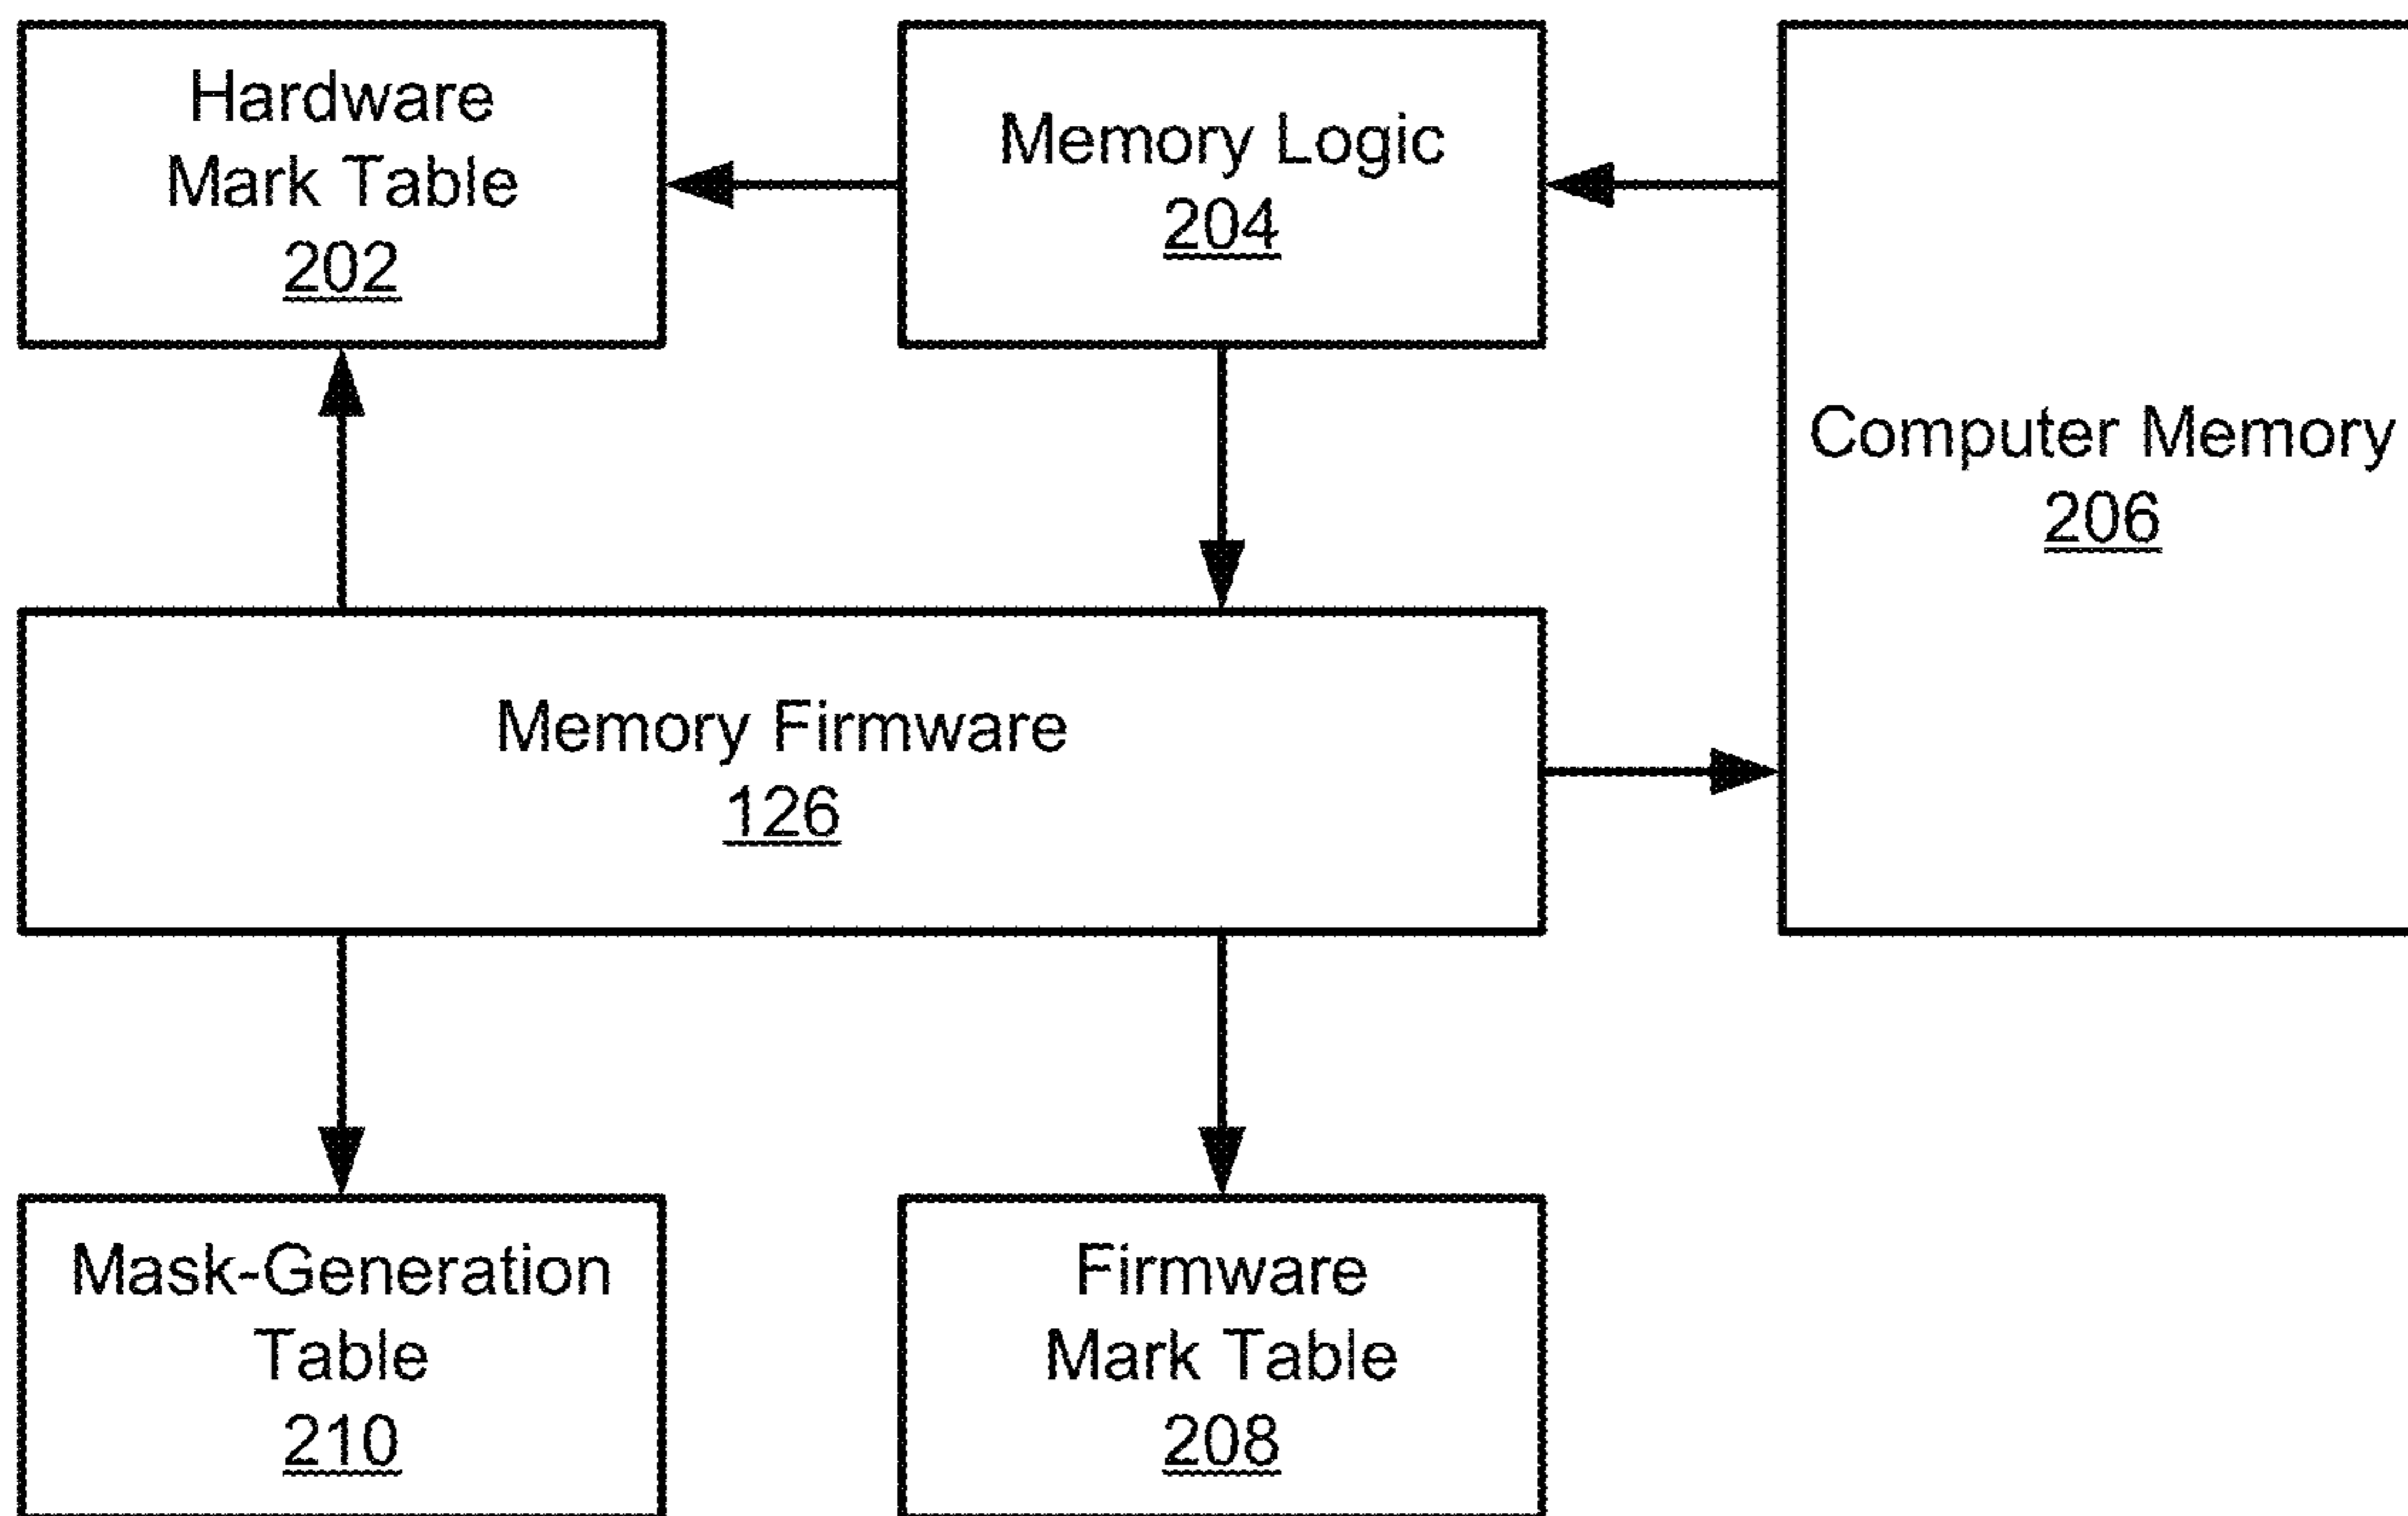 Hardware
Mark Table
202
Memory Logic
204
Computer Memory
206
Memory Firmware
126
Mask-Generation
Table
210
Firmware
Mark Table
208